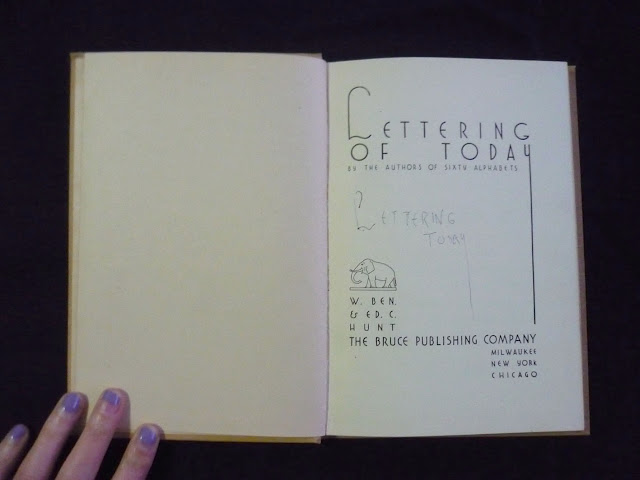 LETTERING
OF TODAY
BY THE AUTHORS OF SIXTY ALPHABETS
LETTERING
TODAY
W. BEN.
& ED. C.
HUNT
THE BRUCE PUBLISHING COMPANY
MILWAUKEE
NEW YORK
CHICAGO